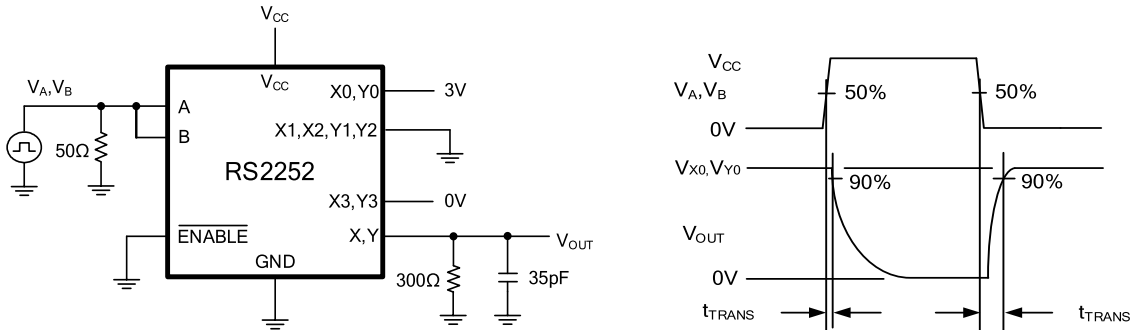 V_CC
V_CC
V_A,V_B
A
B
50Ω
RS2252
X0,Y0
3V
X1,X2,Y1,Y2
X3,Y3
0V
X,Y
V_OUT
E̅N̅A̅B̅L̅E̅
GND
300Ω
35pF
V_CC
V_A,V_B
50%
50%
0V
V_X0,V_Y0
90%
90%
V_OUT
0V
t_TRANS
t_TRANS